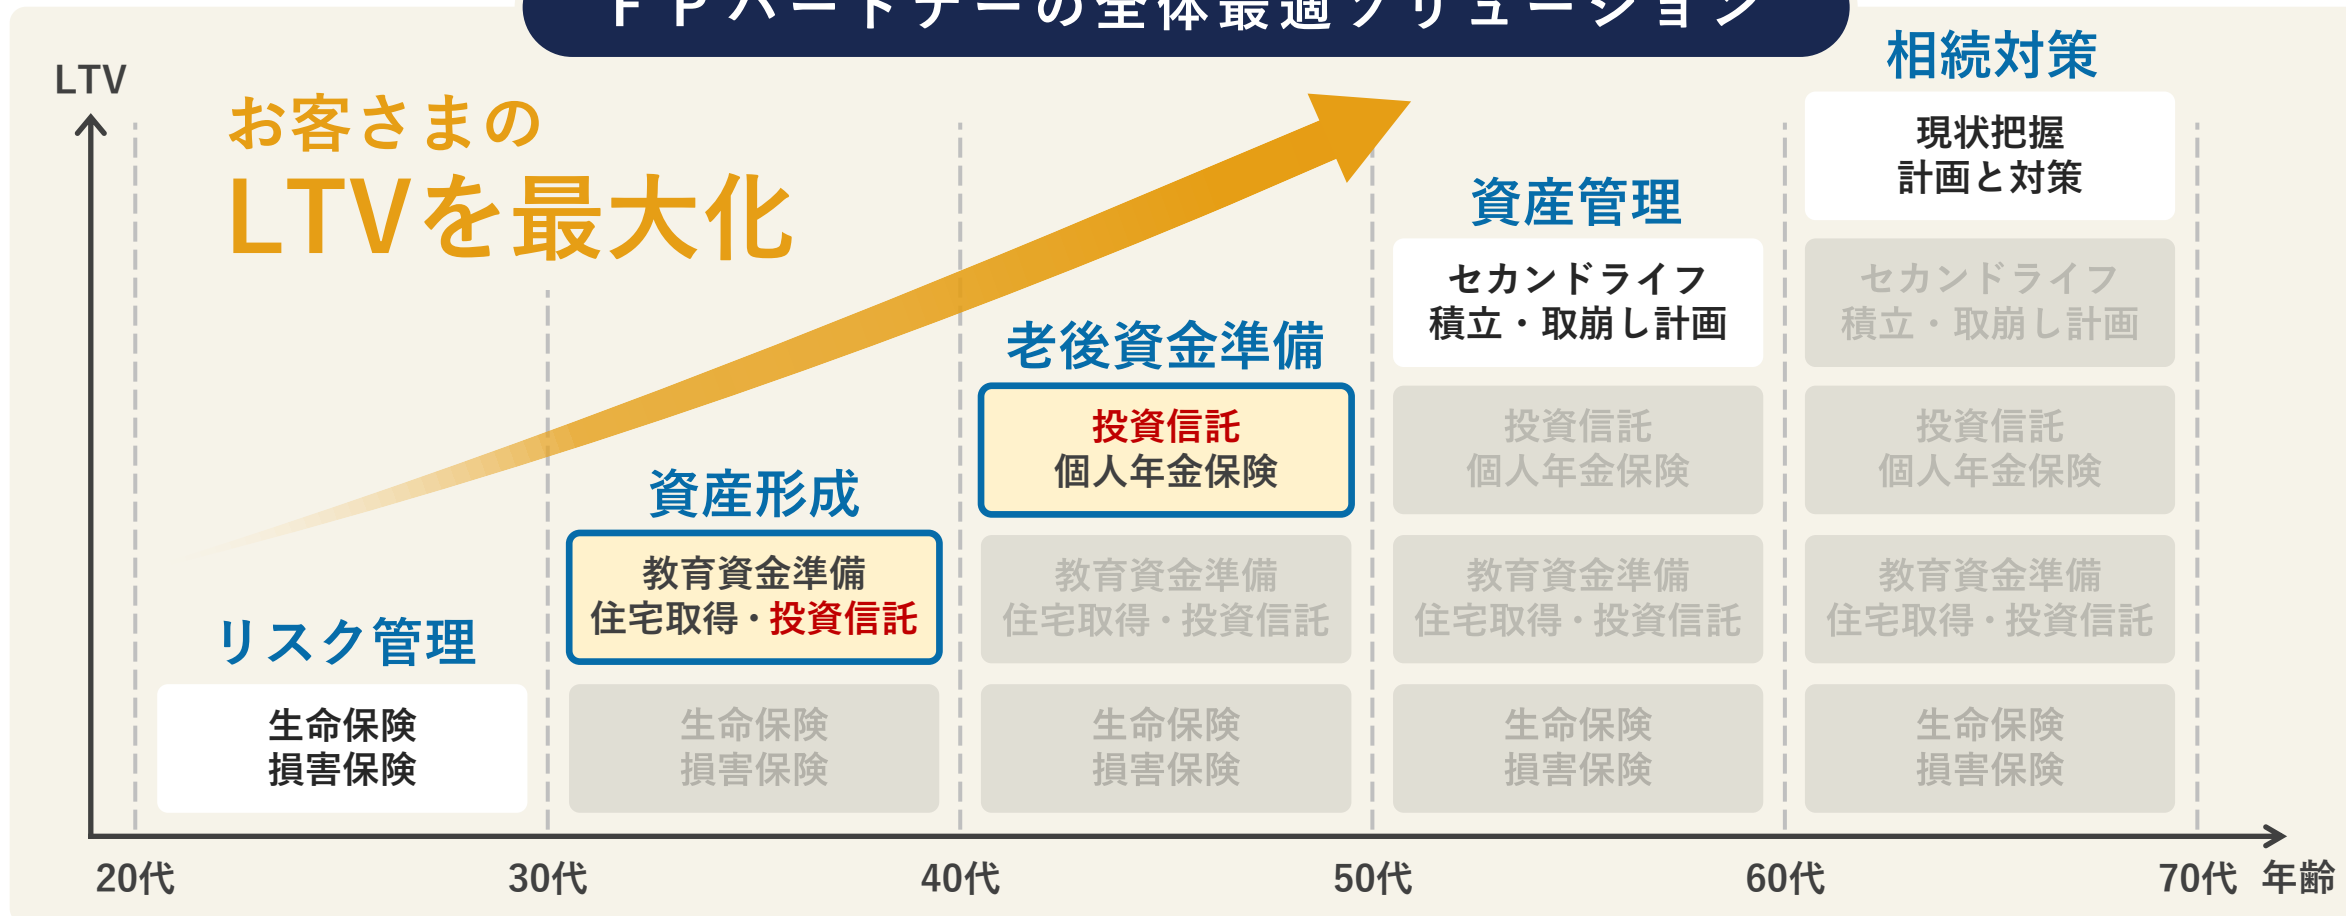 FPパートナーの全体最適ソリューション
LTV
お客さまの
LTVを最大化
相続対策
現状把握
計画と対策
資産管理
セカンドライフ
積立・取崩し計画
セカンドライフ
積立・取崩し計画
老後資金準備
投資信託
個人年金保険
投資信託
個人年金保険
投資信託
個人年金保険
資産形成
教育資金準備
住宅取得・投資信託
教育資金準備
住宅取得・投資信託
教育資金準備
住宅取得・投資信託
教育資金準備
住宅取得・投資信託
リスク管理
生命保険
損害保険
生命保険
損害保険
生命保険
損害保険
生命保険
損害保険
生命保険
損害保険
20代 30代 40代 50代 60代 70代 年齢